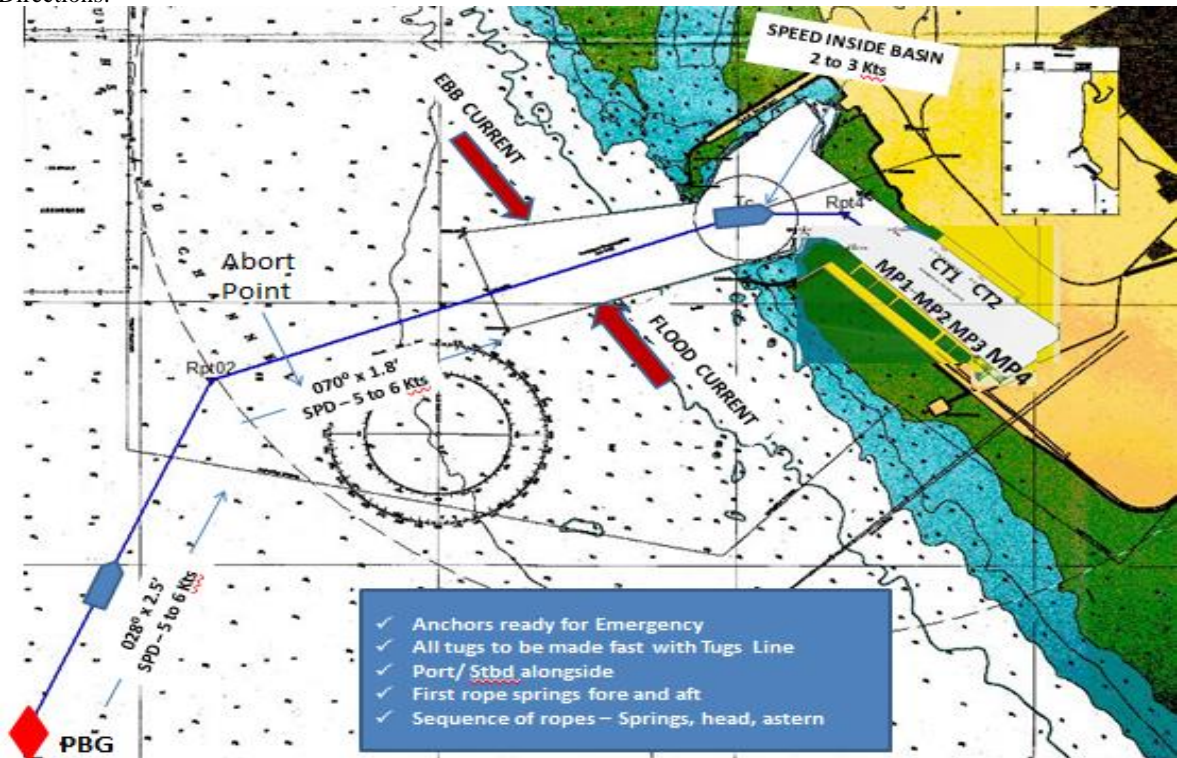 Directions.
SPEED INSIDE BASIN
2 to 3 Kts
EBB CURRENT
Tc
Rpt4
Abort
Point
CT1 CT2
MP1 MP2 MP3 MP4
Rpt02
FLOOD CURRENT
070⁰ x 1.8'
SPD – 5 to 6 Kts
028⁰ x 2.5'
SPD – 5 to 6 Kts
PBG
✓ Anchors ready for Emergency
✓ All tugs to be made fast with Tugs Line
✓ Port/ Stbd alongside
✓ First rope springs fore and aft
✓ Sequence of ropes – Springs, head, astern